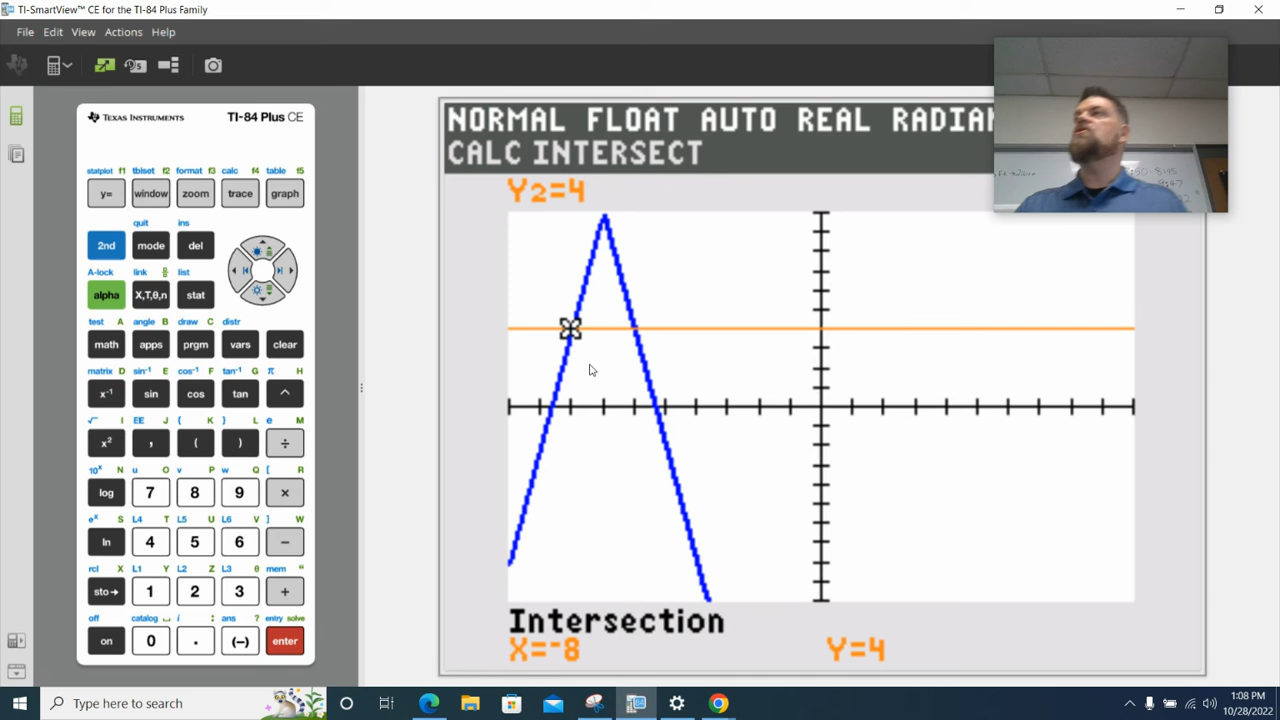 TI-SmartView™ CE for the TI-84 Plus Family
File Edit View Actions Help
TEXAS INSTRUMENTS TI-84 Plus CE
statplot f1 tblset f2 format f3 calc f4 table f5
y= window zoom trace graph
quit ins
2nd mode del
A-lock link list
alpha X,T,θ,n stat
test A angle B draw C distr
math apps prgm vars clear
matrix D sin⁻¹ E cos⁻¹ F tan⁻¹ G π H
x⁻¹ sin cos tan ^
√ I EE J { K } L e M
x² , ( ) ÷
10ˣ N u O v P w Q [ R
log 7 8 9 ×
eˣ S L4 T L5 U L6 V ] W
ln 4 5 6 −
rcl X L1 Y L2 Z L3 θ mem "
sto→ 1 2 3 +
off catalog i : ans ? entry solve
on 0 . (−) enter
NORMAL FLOAT AUTO REAL RADIAN
CALC INTERSECT
Y₂=4
Intersection
X=-8 Y=4
Type here to search
1:08 PM
10/28/2022